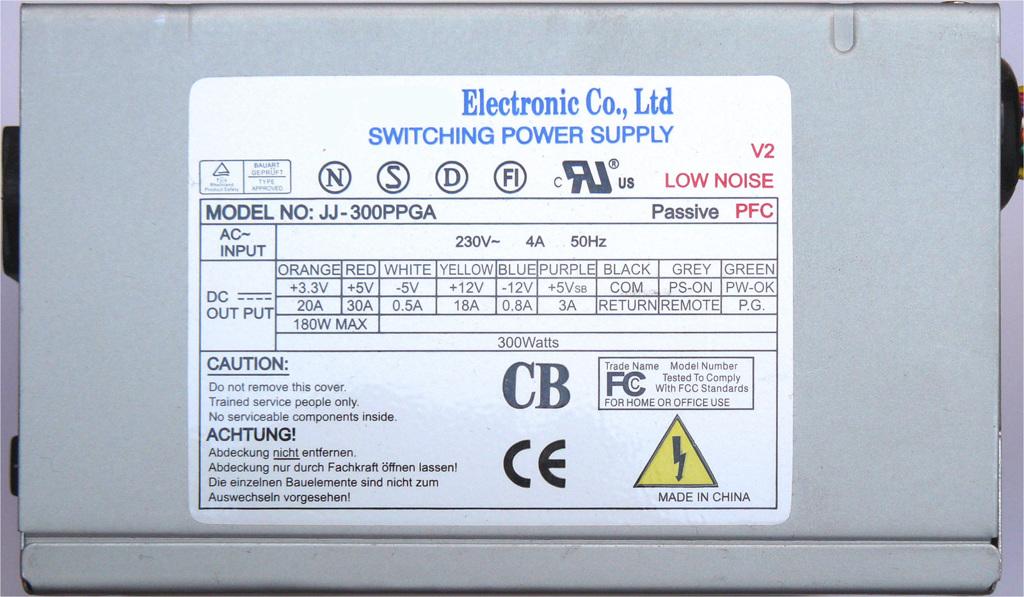 Electronic Co., Ltd
SWITCHING POWER SUPPLY
V2
BAUART GEPRÜFT
TYPE APPROVED
TÜV Rheinland
Product Safety
N S D FI
c RU ® US
LOW NOISE
MODEL NO: JJ-300PPGA Passive PFC
AC~ INPUT 230V~ 4A 50Hz
DC OUT PUT
ORANGE RED WHITE YELLOW BLUE PURPLE BLACK GREY GREEN
+3.3V +5V -5V +12V -12V +5VSB COM PS-ON PW-OK
20A 30A 0.5A 18A 0.8A 3A RETURN REMOTE P.G.
180W MAX
300Watts
CAUTION:
Do not remove this cover.
Trained service people only.
No serviceable components inside.
ACHTUNG!
Abdeckung nicht entfernen.
Abdeckung nur durch Fachkraft öffnen lassen!
Die einzelnen Bauelemente sind nicht zum
Auswechseln vorgesehen!
CB
CE
Trade Name Model Number
FC Tested To Comply
With FCC Standards
FOR HOME OR OFFICE USE
MADE IN CHINA